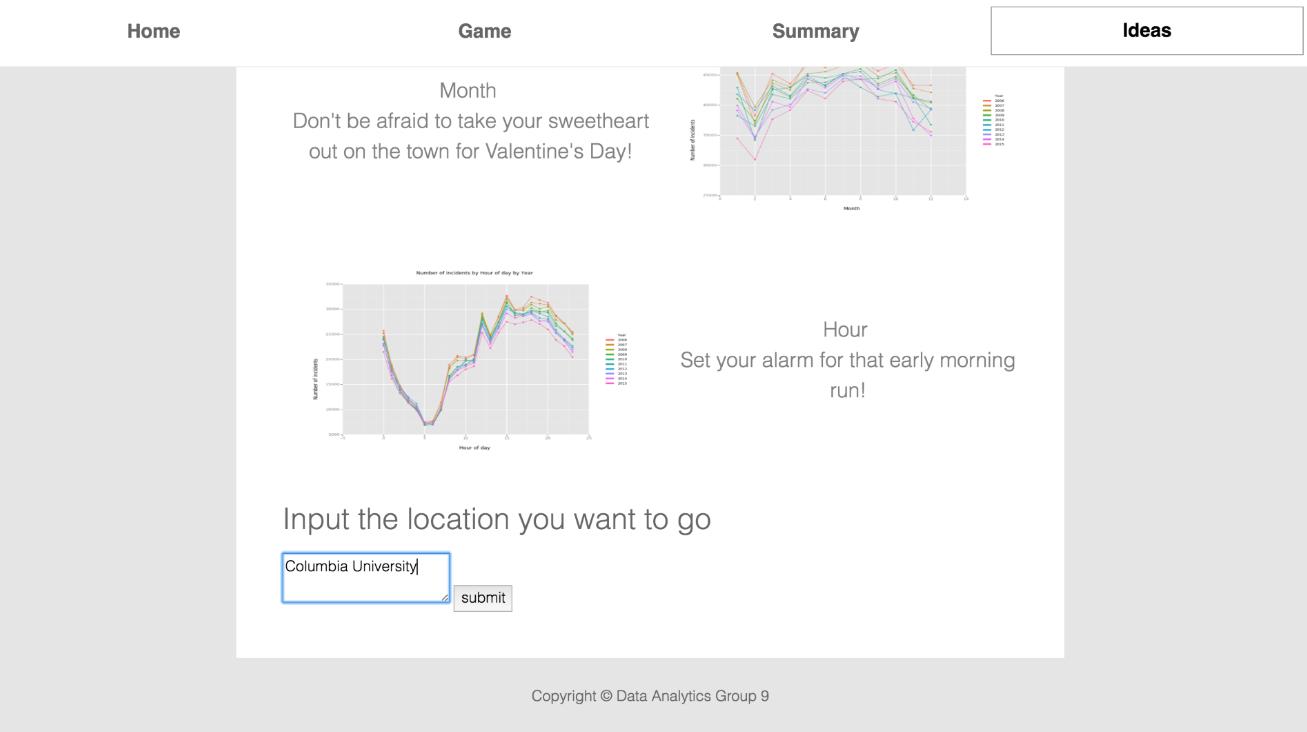 Home
Game
Summary
Ideas
Month
Don't be afraid to take your sweetheart
out on the town for Valentine's Day!
Number of incidents
Month
Year
2006
2007
2008
2009
2010
2011
2012
2013
2014
2015
Number of incidents by Hour of day by Year
Number of incidents
Hour of day
Year
2006
2007
2008
2009
2010
2011
2012
2013
2014
2015
Hour
Set your alarm for that early morning
run!
Input the location you want to go
Columbia University
submit
Copyright © Data Analytics Group 9